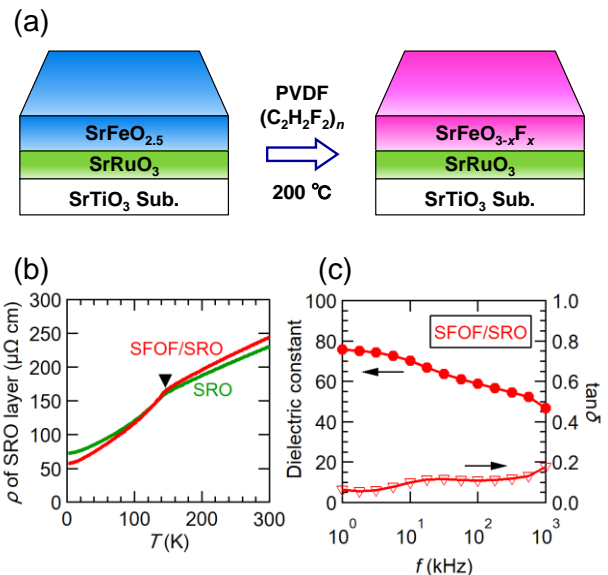 (a)
PVDF
(C2H2F2)n
200 ℃
SrFeO2.5
SrRuO3
SrTiO3 Sub.
SrFeO3-xFx
SrRuO3
SrTiO3 Sub.
(b)
ρ of SRO layer (μΩ cm)
300
250
200
150
100
50
0
0 100 200 300
T (K)
SFOF/SRO
SRO
(c)
Dielectric constant
100
80
60
40
20
0
10^0 10^1 10^2 10^3
f (kHz)
SFOF/SRO
1.0
0.8
0.6
0.4
0.2
0.0
tanδ